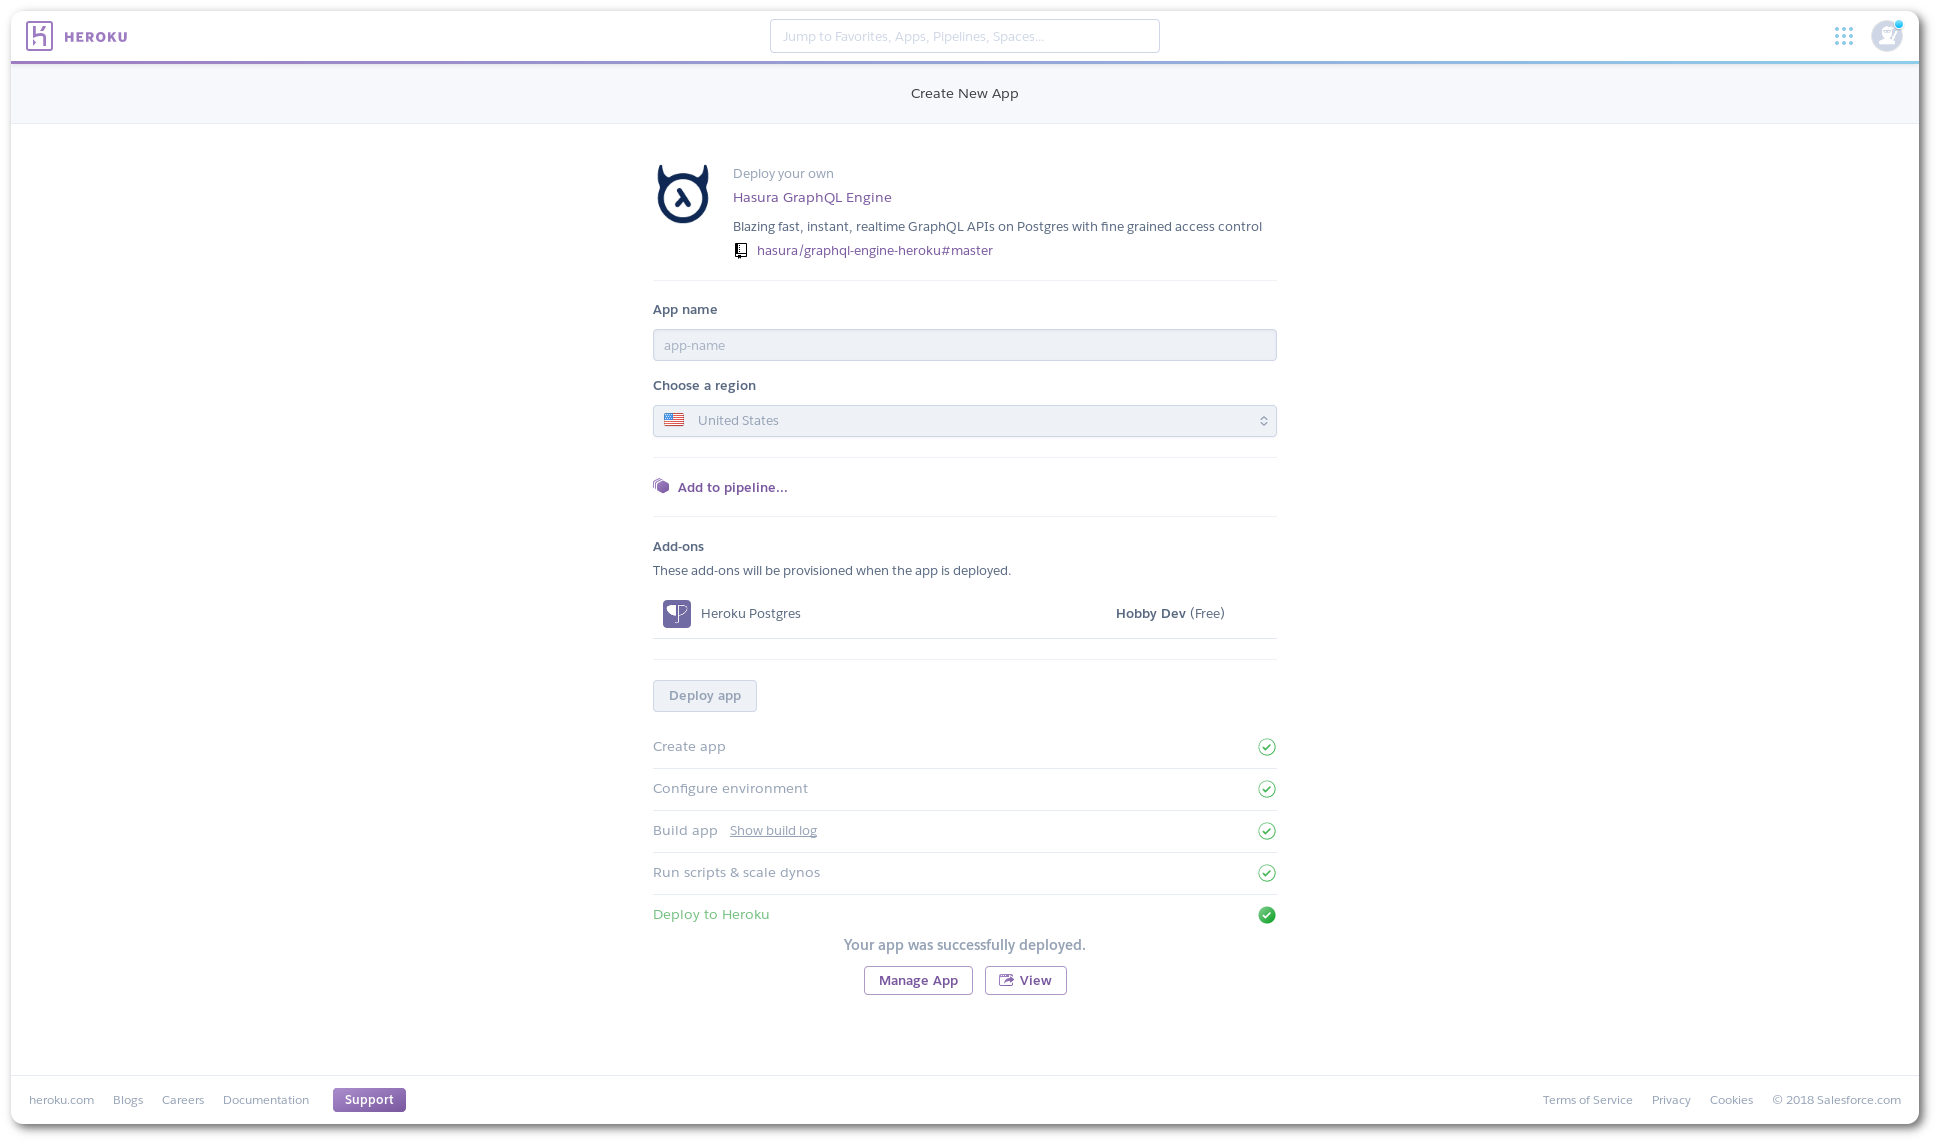 HEROKU
Jump to Favorites, Apps, Pipelines, Spaces...
Create New App
Deploy your own
Hasura GraphQL Engine
Blazing fast, instant, realtime GraphQL APIs on Postgres with fine grained access control
hasura/graphql-engine-heroku#master
App name
app-name
Choose a region
United States
Add to pipeline...
Add-ons
These add-ons will be provisioned when the app is deployed.
Heroku Postgres Hobby Dev (Free)
Deploy app
Create app
Configure environment
Build app Show build log
Run scripts & scale dynos
Deploy to Heroku
Your app was successfully deployed.
Manage App View
heroku.com Blogs Careers Documentation Support Terms of Service Privacy Cookies © 2018 Salesforce.com